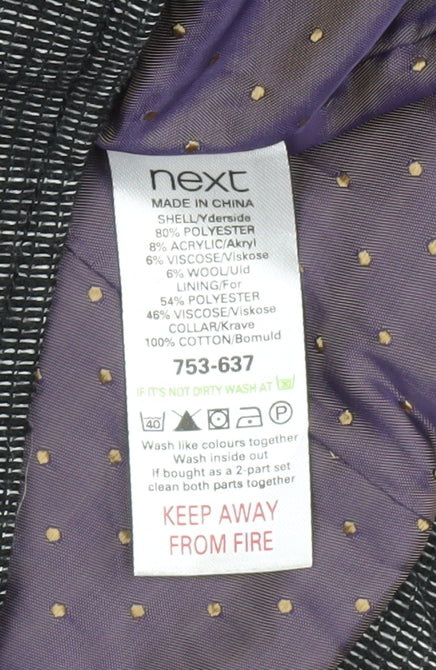 next
MADE IN CHINA
SHELL/Yderside
80% POLYESTER
8% ACRYLIC/Akryl
6% VISCOSE/Viskose
6% WOOL/Uld
LINING/For
54% POLYESTER
46% VISCOSE/Viskose
COLLAR/Krave
100% COTTON/Bomuld
753-637
IF IT'S NOT DIRTY WASH AT 30
40 P
Wash like colours together
Wash inside out
If bought as a 2-part set
clean both parts together
KEEP AWAY
FROM FIRE